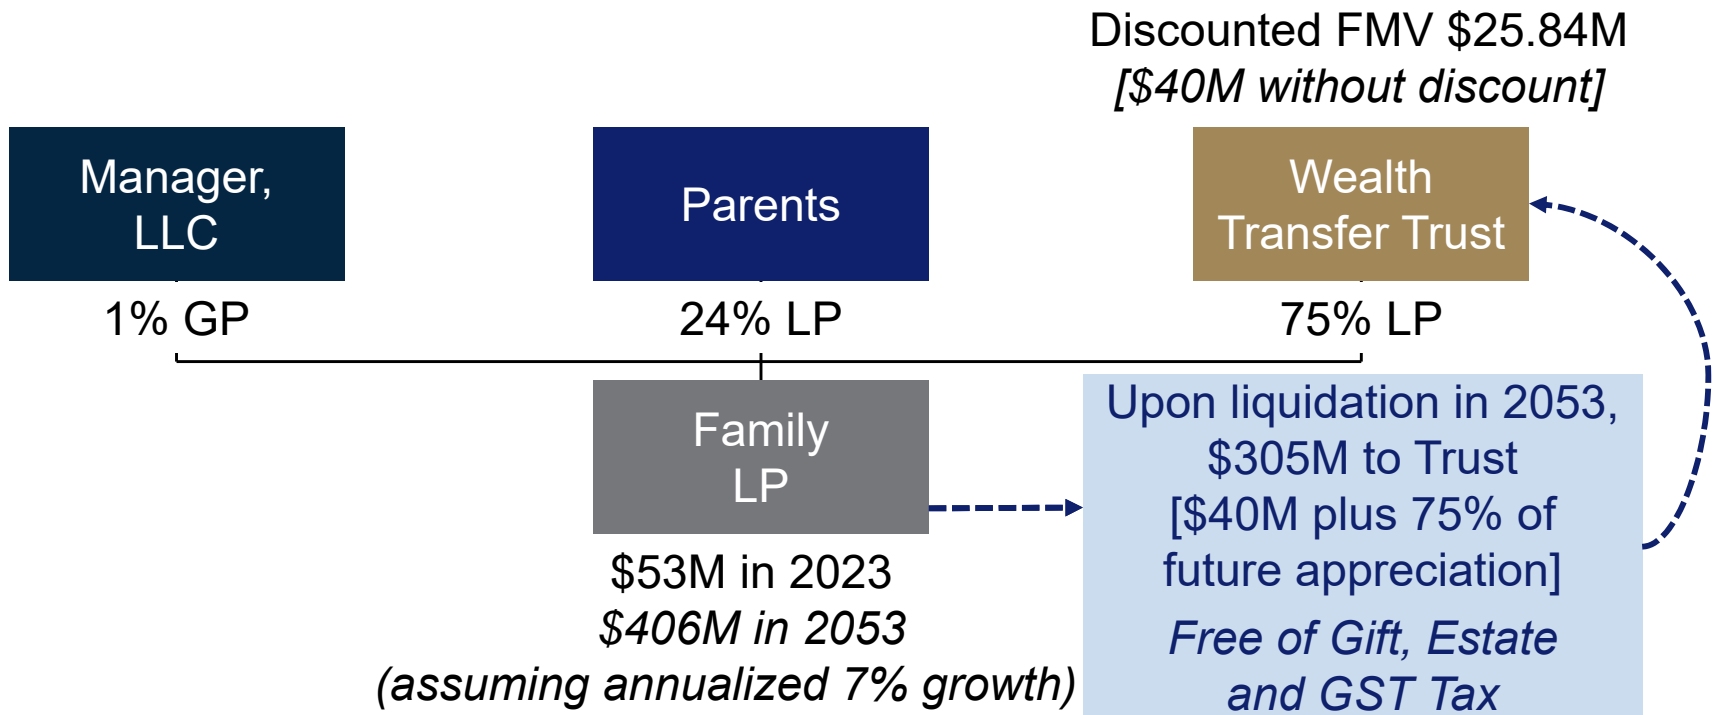 Discounted FMV $25.84M
[$40M without discount]
Manager,
LLC
Parents
Wealth
Transfer Trust
1% GP
24% LP
75% LP
Family
LP
$53M in 2023
$406M in 2053
(assuming annualized 7% growth)
Upon liquidation in 2053,
$305M to Trust
[$40M plus 75% of
future appreciation]
Free of Gift, Estate
and GST Tax